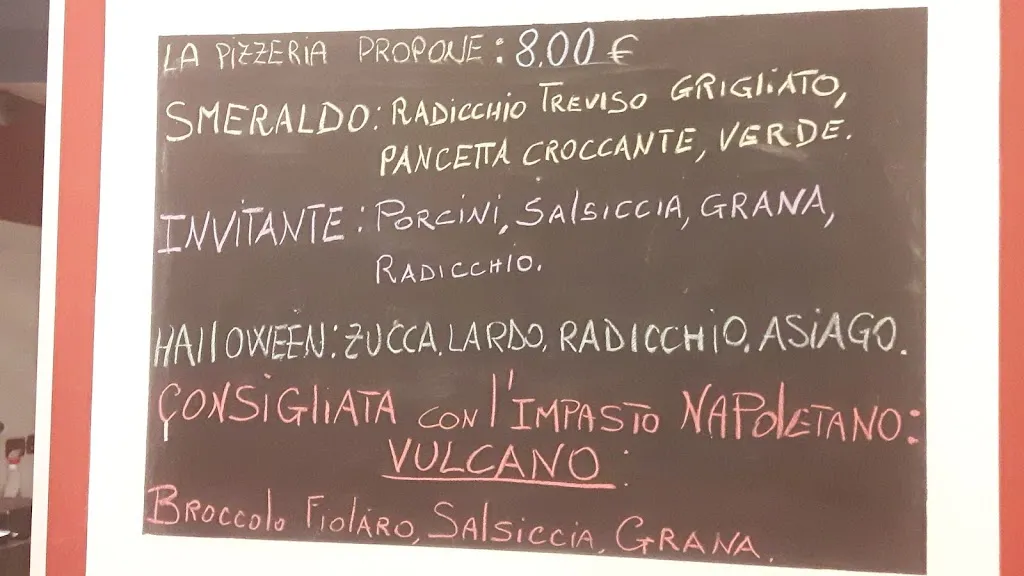 LA PIZZERIA PROPONE: 8.00 €
SMERALDO: RADICCHIO TREVISO GRIGLIATO,
PANCETTA CROCCANTE, VERDE.
INVITANTE: PORCINI, SALSICCIA, GRANA,
RADICCHIO.
HALLOWEEN: ZUCCA, LARDO, RADICCHIO, ASIAGO.
CONSIGLIATA CON L'IMPASTO NAPOLETANO:
VULCANO:
BROCCOLO FIOLARO, SALSICCIA, GRANA.